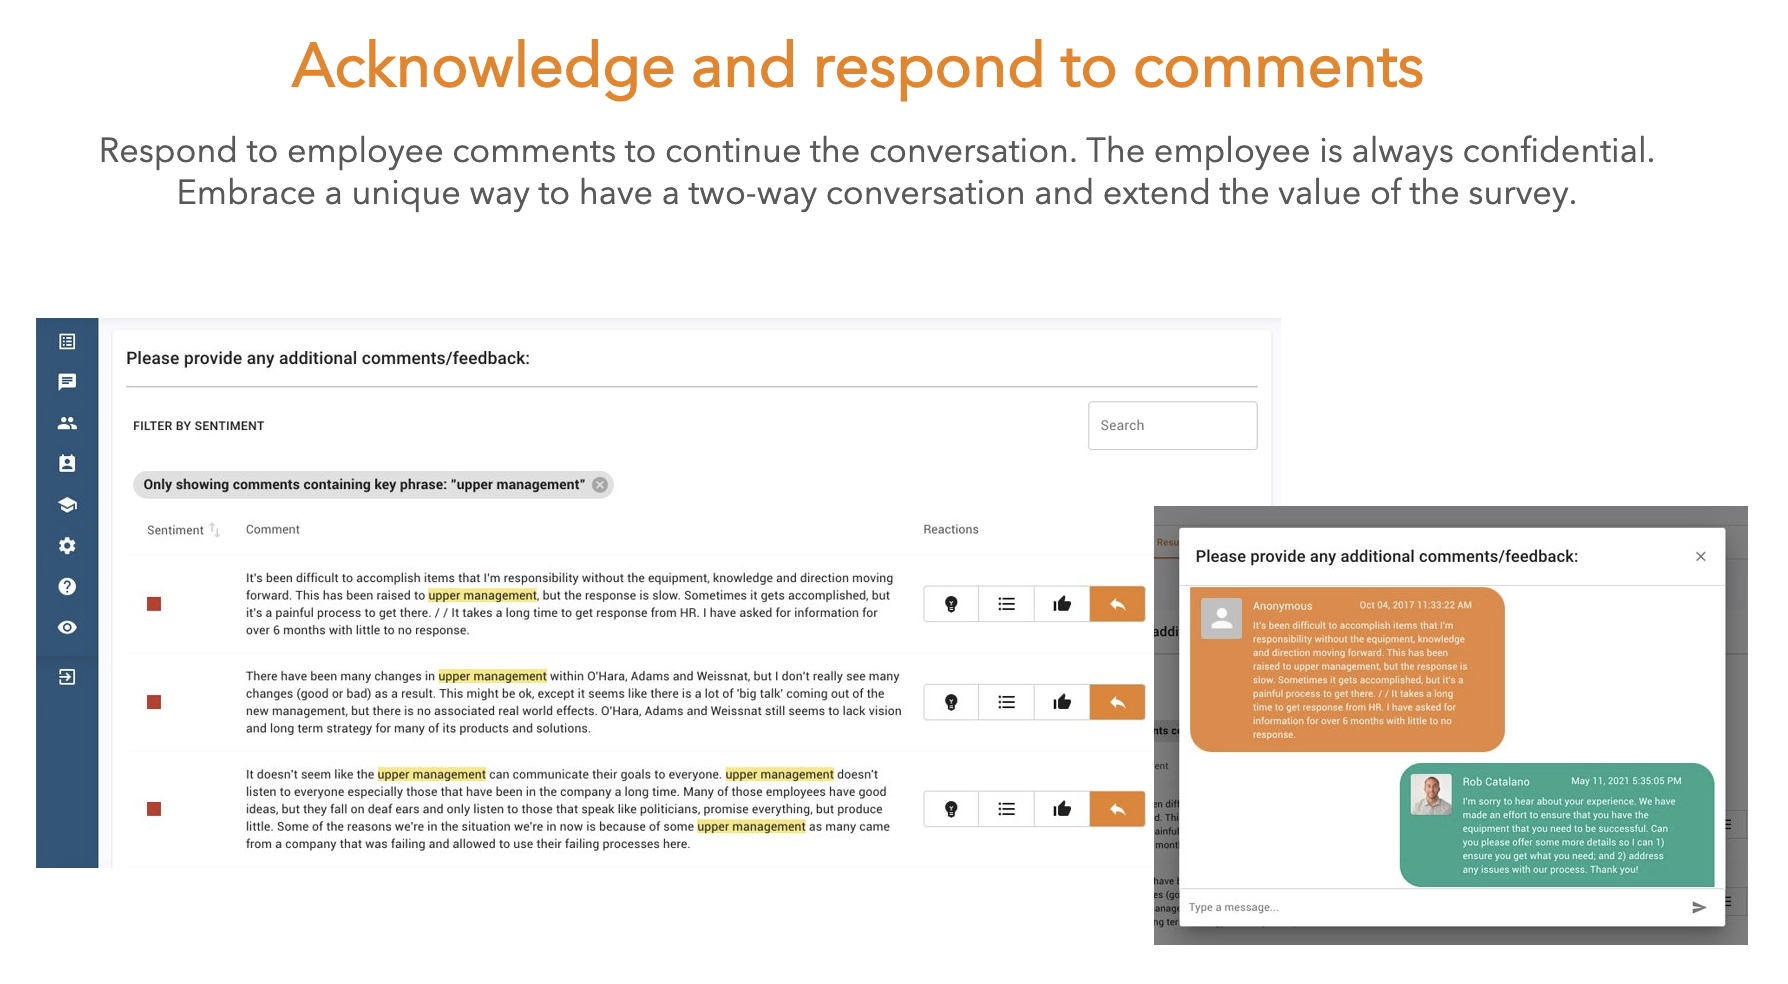 Acknowledge and respond to comments
Respond to employee comments to continue the conversation. The employee is always confidential.
Embrace a unique way to have a two-way conversation and extend the value of the survey.
Please provide any additional comments/feedback:
FILTER BY SENTIMENT
Search
Only showing comments containing key phrase: "upper management"
Sentiment
Comment
Reactions
It's been difficult to accomplish items that I'm responsibility without the equipment, knowledge and direction moving
forward. This has been raised to upper management, but the response is slow. Sometimes it gets accomplished, but
it's a painful process to get there. / / It takes a long time to get response from HR. I have asked for information for
over 6 months with little to no response.
There have been many changes in upper management within O'Hara, Adams and Weissnat, but I don't really see many
changes (good or bad) as a result. This might be ok, except it seems like there is a lot of 'big talk' coming out of the
new management, but there is no associated real world effects. O'Hara, Adams and Weissnat still seems to lack vision
and long term strategy for many of its products and solutions.
It doesn't seem like the upper management can communicate their goals to everyone. upper management doesn't
listen to everyone especially those that have been in the company a long time. Many of those employees have good
ideas, but they fall on deaf ears and only listen to those that speak like politicians, promise everything, but produce
little. Some of the reasons we're in the situation we're in now is because of some upper management as many came
from a company that was failing and allowed to use their failing processes here.
Please provide any additional comments/feedback:
Anonymous
Oct 04, 2017 11:33:22 AM
It's been difficult to accomplish items that I'm
responsibility without the equipment, knowledge
and direction moving forward. This has been
raised to upper management, but the response is
slow. Sometimes it gets accomplished, but it's a
painful process to get there. / / It takes a long
time to get response from HR. I have asked for
information for over 6 months with little to no
response.
Rob Catalano
May 11, 2021 5:35:05 PM
I'm sorry to hear about your experience. We have
made an effort to ensure that you have the
equipment that you need to be successful. Can
you please offer some more details so I can 1)
ensure you get what you need; and 2) address
any issues with our process. Thank you!
Type a message...